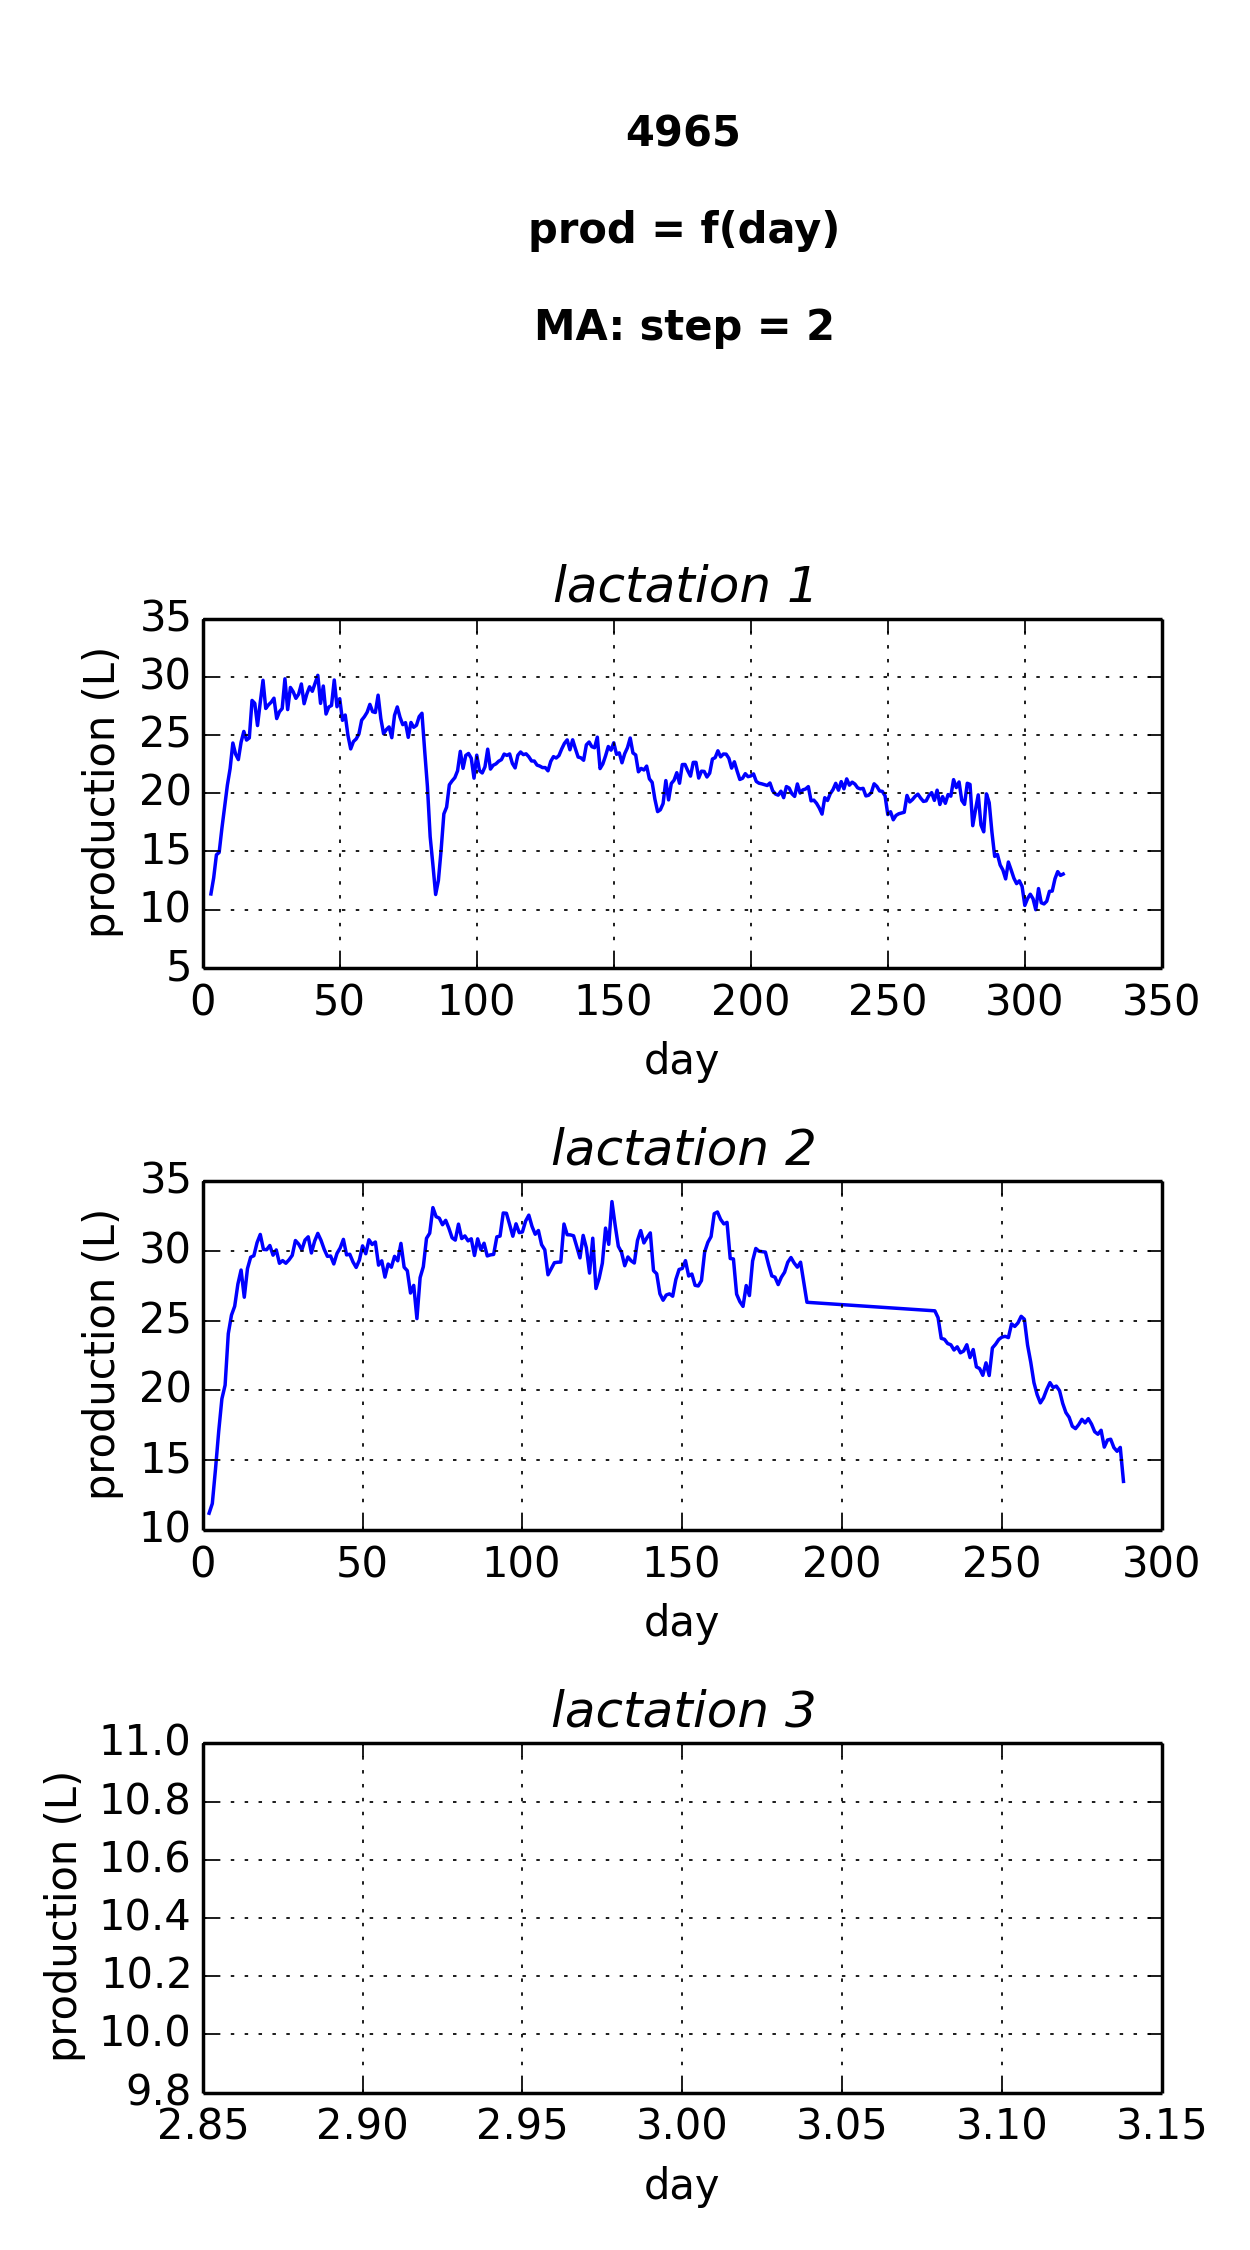 4965
prod = f(day)
MA: step = 2
lactation 1
production (L)
35
30
25
20
15
10
5
0 50 100 150 200 250 300 350
day
lactation 2
production (L)
35
30
25
20
15
10
0 50 100 150 200 250 300
day
lactation 3
production (L)
11.0
10.8
10.6
10.4
10.2
10.0
9.8
2.85 2.90 2.95 3.00 3.05 3.10 3.15
day